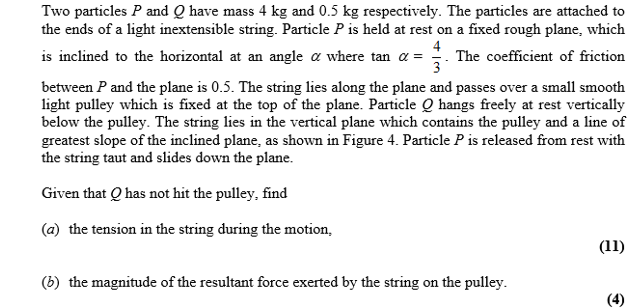 Two particles P and Q have mass 4 kg and 0.5 kg respectively. The particles are attached to
the ends of a light inextensible string. Particle P is held at rest on a fixed rough plane, which
is inclined to the horizontal at an angle α where tan α = 4/3. The coefficient of friction
between P and the plane is 0.5. The string lies along the plane and passes over a small smooth
light pulley which is fixed at the top of the plane. Particle Q hangs freely at rest vertically
below the pulley. The string lies in the vertical plane which contains the pulley and a line of
greatest slope of the inclined plane, as shown in Figure 4. Particle P is released from rest with
the string taut and slides down the plane.
Given that Q has not hit the pulley, find
(a) the tension in the string during the motion,
(11)
(b) the magnitude of the resultant force exerted by the string on the pulley.
(4)